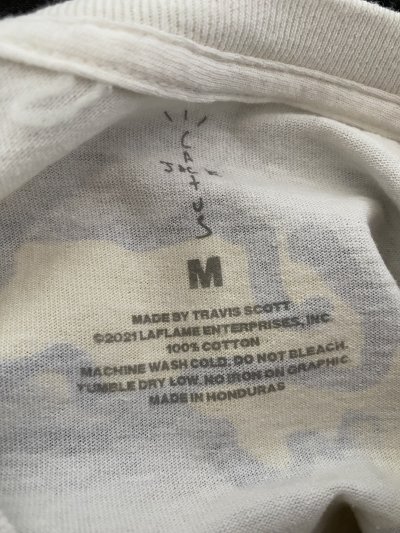 CACTUS
JACK
M
MADE BY TRAVIS SCOTT
©2021 LAFLAME ENTERPRISES, INC
100% COTTON
MACHINE WASH COLD. DO NOT BLEACH.
TUMBLE DRY LOW. NO IRON ON GRAPHIC
MADE IN HONDURAS